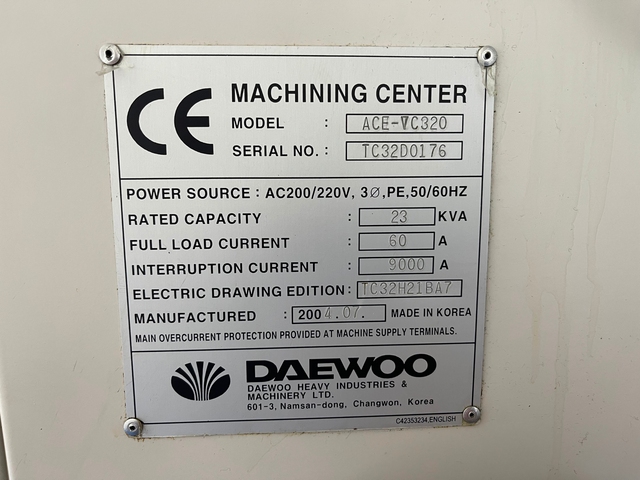 CE MACHINING CENTER
MODEL : ACE-VC320
SERIAL NO. : TC32D0176
POWER SOURCE : AC200/220V, 3Ø,PE,50/60HZ
RATED CAPACITY : 23 KVA
FULL LOAD CURRENT : 60 A
INTERRUPTION CURRENT : 9000 A
ELECTRIC DRAWING EDITION : TC32H21BA7
MANUFACTURED : 2004.07. MADE IN KOREA
MAIN OVERCURRENT PROTECTION PROVIDED AT MACHINE SUPPLY TERMINALS.
DAEWOO
DAEWOO HEAVY INDUSTRIES &
MACHINERY LTD.
601-3, Namsan-dong, Changwon, Korea
C42353234,ENGLISH